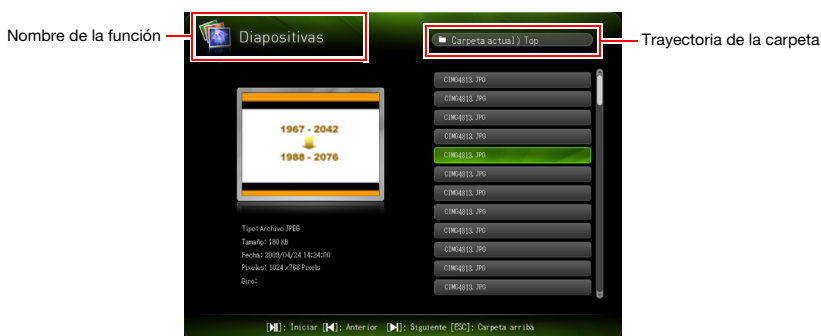 Nombre de la función
Diapositivas
Carpeta actual) Top
Trayectoria de la carpeta
1967 - 2042
1988 - 2076
Tipo: Archivo JPEG
Tamaño: 180 KB
Fecha: 2009/04/24 14:24:00
Pixeles: 1024 x768 Pixels
Giro:
CIMG4813. JPG
CIMG4813. JPG
CIMG4813. JPG
CIMG4813. JPG
CIMG4813. JPG
CIMG4813. JPG
CIMG4813. JPG
CIMG4813. JPG
CIMG4813. JPG
CIMG4813. JPG
CIMG4813. JPG
CIMG4813. JPG
[▶||]: Iniciar [|◀]: Anterior [▶|]: Siguiente [ESC]: Carpeta arriba